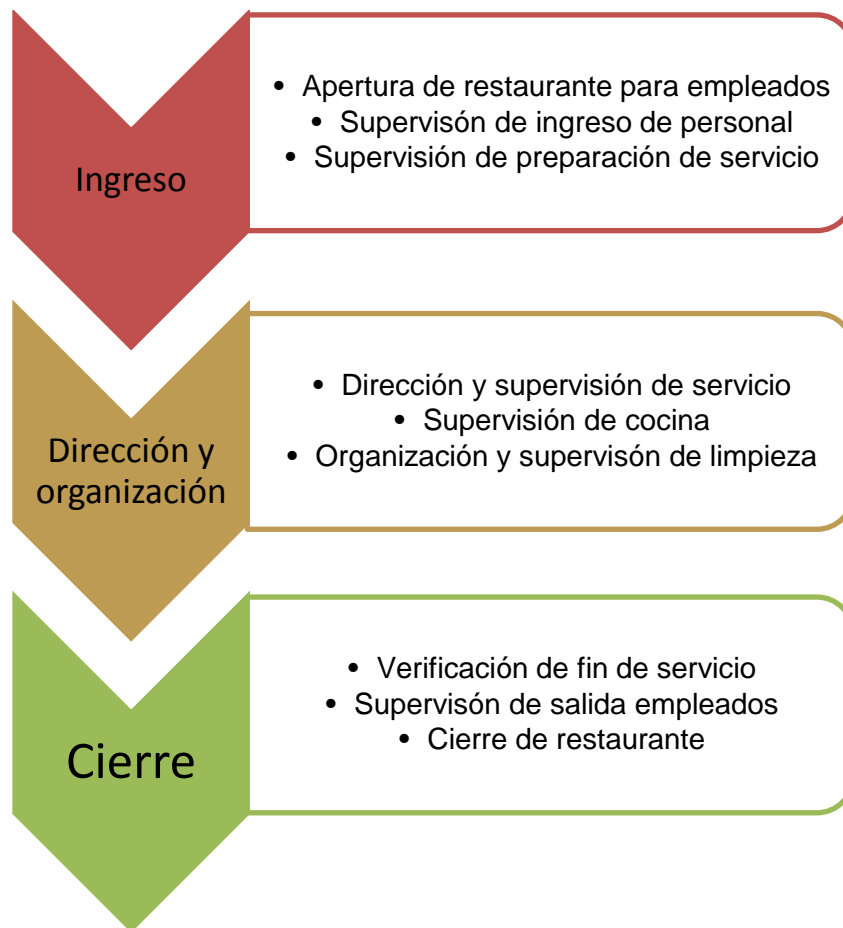 Ingreso
• Apertura de restaurante para empleados
• Supervisón de ingreso de personal
• Supervisión de preparación de servicio
Dirección y
organización
• Dirección y supervisión de servicio
• Supervisión de cocina
• Organización y supervisón de limpieza
Cierre
• Verificación de fin de servicio
• Supervisón de salida empleados
• Cierre de restaurante